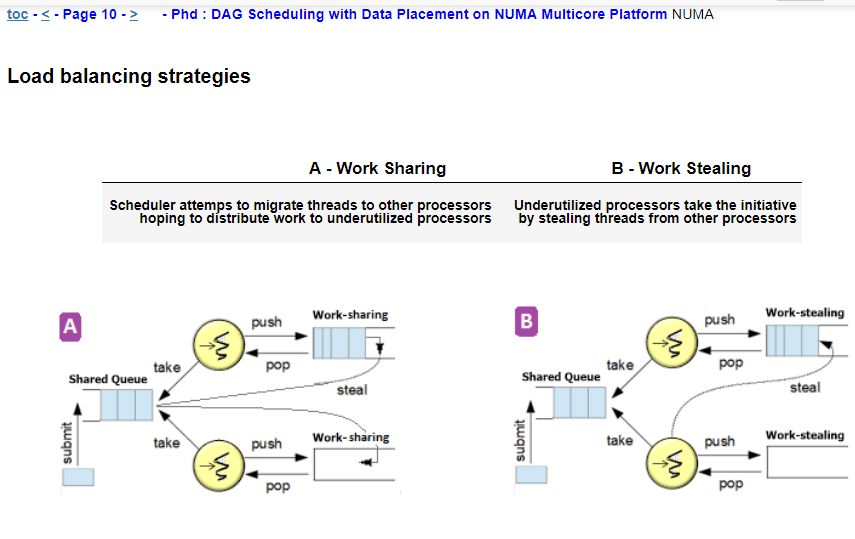 toc - < - Page 10 - > - Phd : DAG Scheduling with Data Placement on NUMA Multicore Platform NUMA
Load balancing strategies
A - Work Sharing
B - Work Stealing
Scheduler attemps to migrate threads to other processors
hoping to distribute work to underutilized processors
Underutilized processors take the initiative
by stealing threads from other processors
A
push
Work-sharing
pop
take
Shared Queue
steal
submit
take
push
Work-sharing
pop
B
push
Work-stealing
pop
take
Shared Queue
steal
submit
take
push
Work-stealing
pop